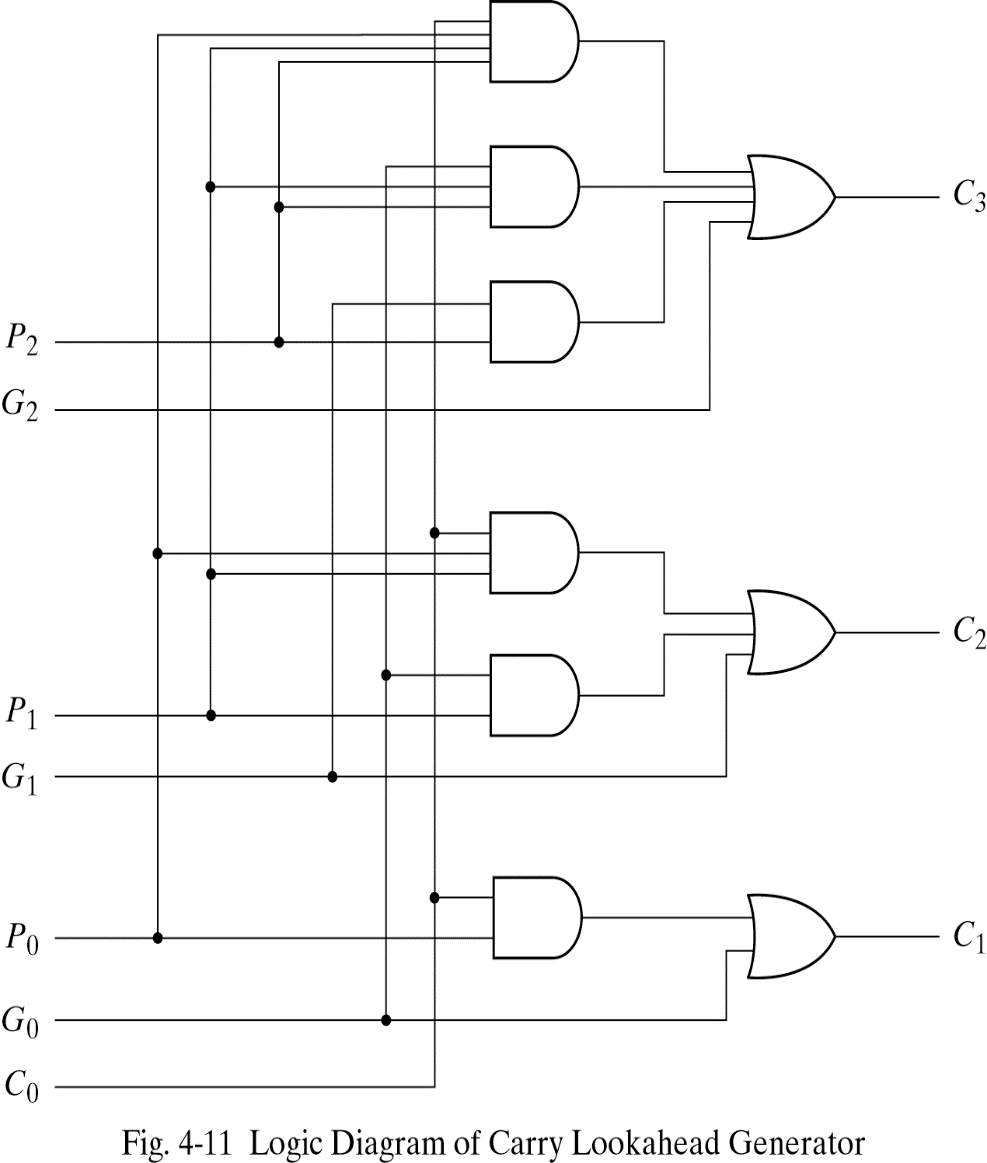 C3
P2
G2
C2
P1
G1
P0
C1
G0
C0
Fig. 4-11 Logic Diagram of Carry Lookahead Generator